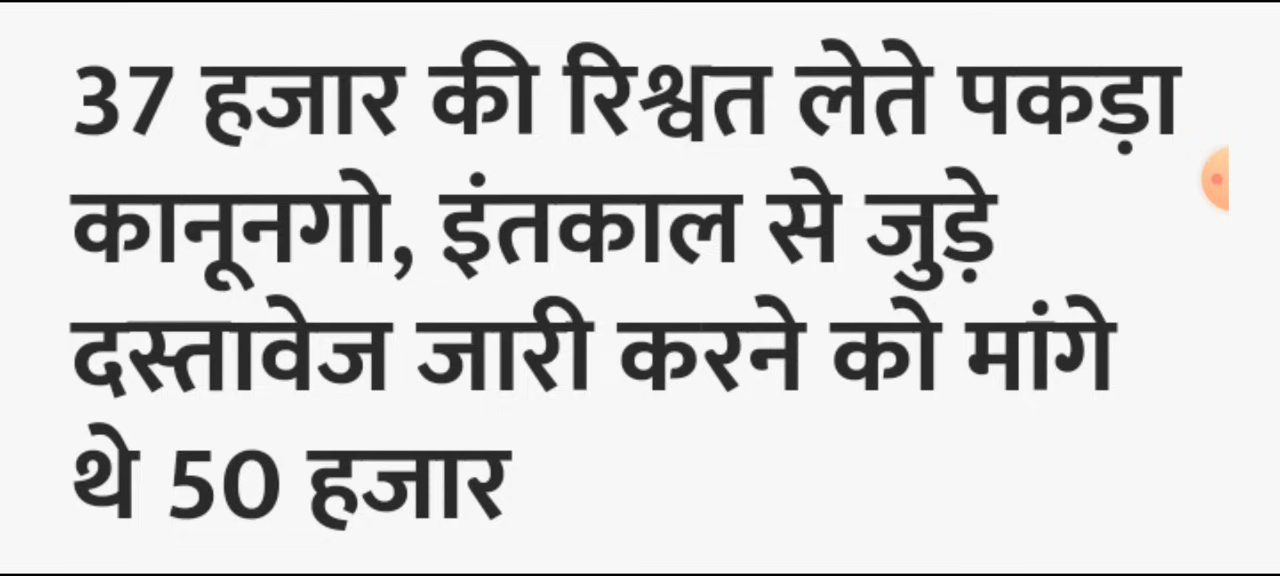 37 हजार की रिश्वत लेते पकड़ा
कानूनगो, इंतकाल से जुड़े
दस्तावेज जारी करने को मांगे
थे 50 हजार